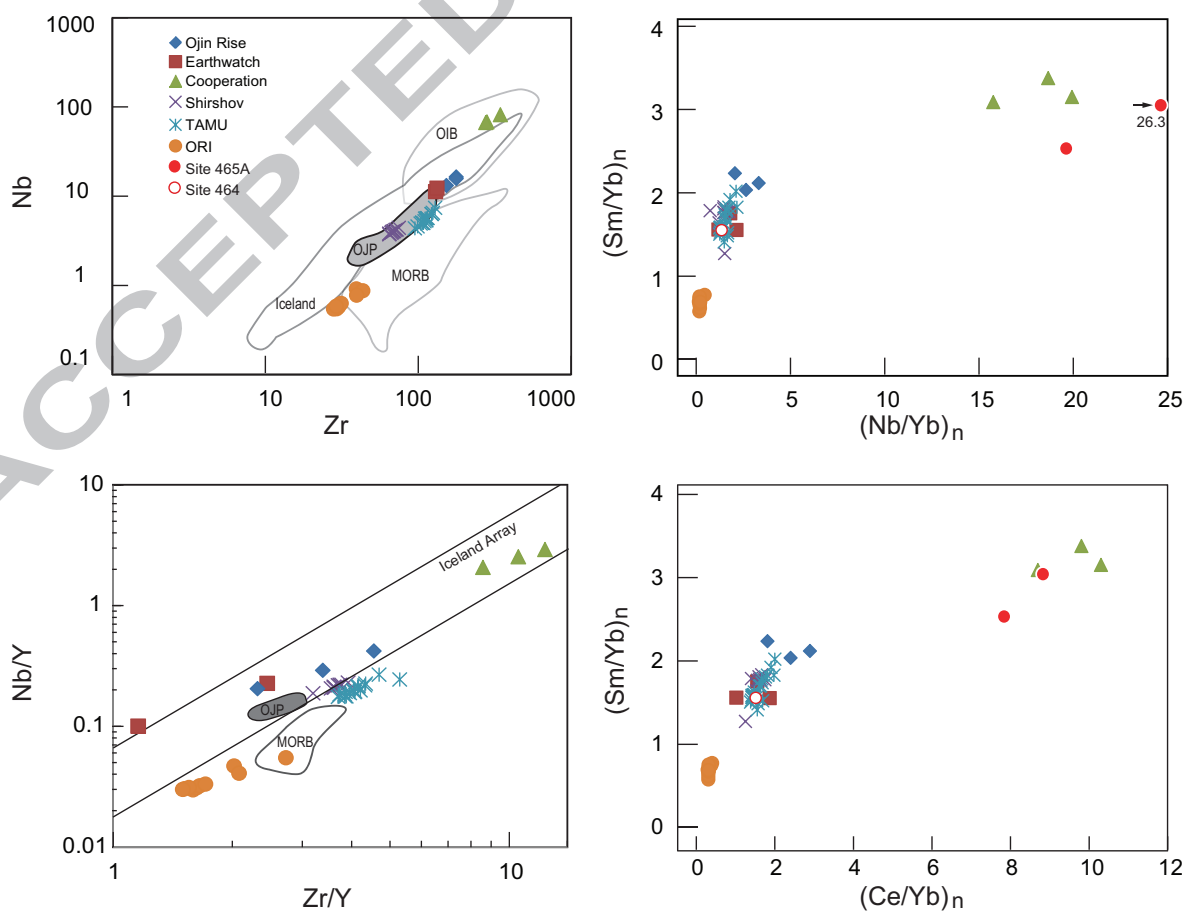 ACCEPTED
1000
100
10
1
0.1
Nb
Ojin Rise
Earthwatch
Cooperation
Shirshov
TAMU
ORI
Site 465A
Site 464
OIB
OJP
MORB
Iceland
1 10 100 1000
Zr
4
3
2
1
0
(Sm/Yb)n
26.3
0 5 10 15 20 25
(Nb/Yb)n
10
1
0.1
0.01
Nb/Y
Iceland Array
OJP
MORB
1 10
Zr/Y
4
3
2
1
0
(Sm/Yb)n
0 2 4 6 8 10 12
(Ce/Yb)n